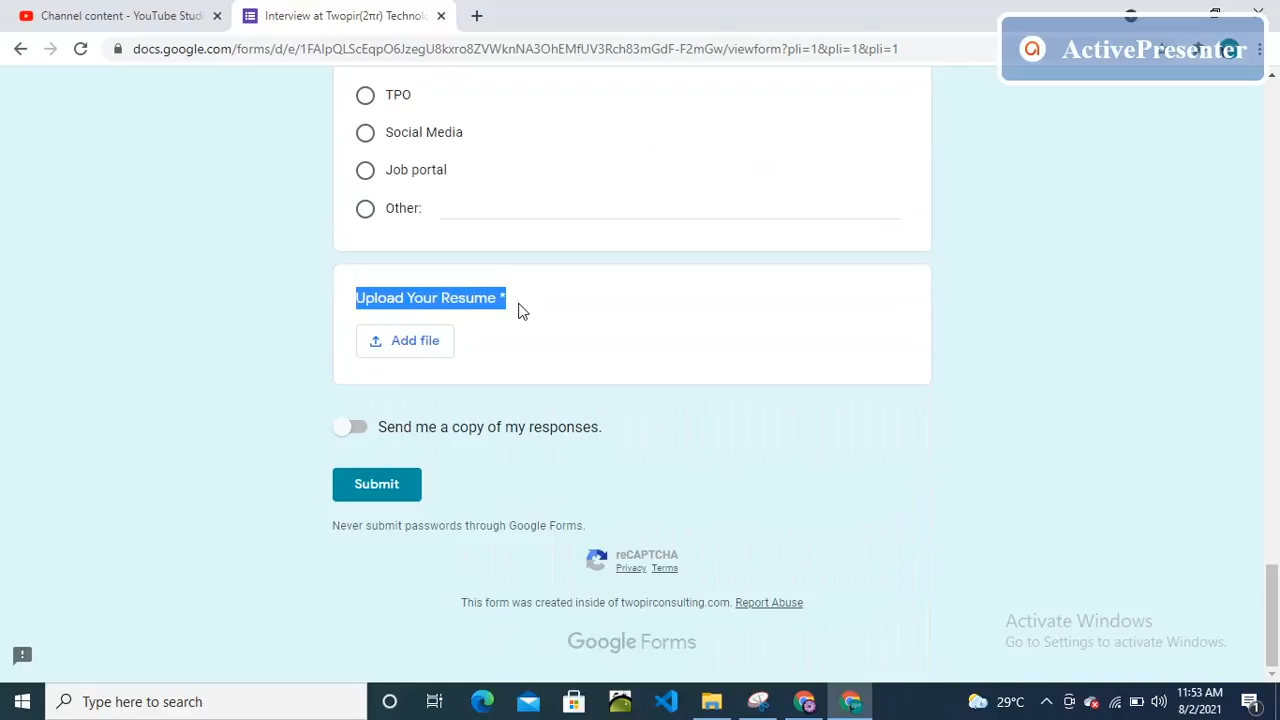 Channel content - YouTube Studi
Interview at Twopir(2πr) Technolo
docs.google.com/forms/d/e/1FAIpQLScEqpO6JzegU8kxro8ZVWknNA3OhEMfUV3Rch83mGdF-F2mGw/viewform?pli=1&pli=1&pli=1
ActivePresenter
TPO
Social Media
Job portal
Other:
Upload Your Resume *
Add file
Send me a copy of my responses.
Submit
Never submit passwords through Google Forms.
reCAPTCHA
Privacy Terms
This form was created inside of twopirconsulting.com. Report Abuse
Google Forms
Activate Windows
Go to Settings to activate Windows.
Type here to search
29°C
11:53 AM
8/2/2021
1